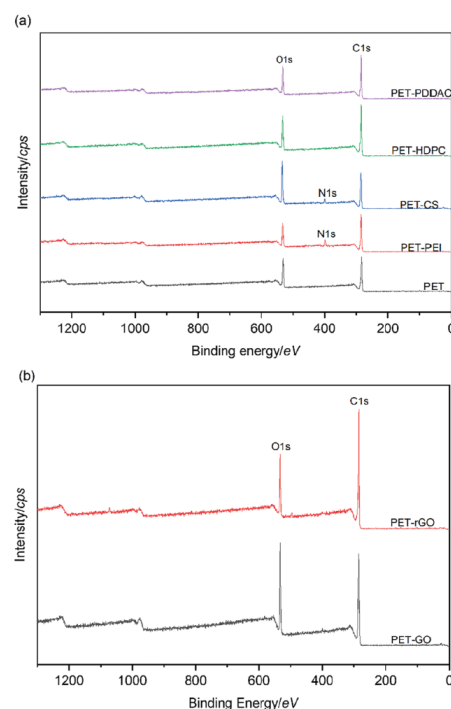 (a)
C1s
O1s
PET-PDDAC
PET-HDPC
N1s
PET-CS
N1s
PET-PEI
PET
Intensity/cps
1200 1000 800 600 400 200 0
Binding energy/eV
(b)
C1s
O1s
PET-rGO
PET-GO
Intensity/cps
1200 1000 800 600 400 200 0
Binding Energy/eV